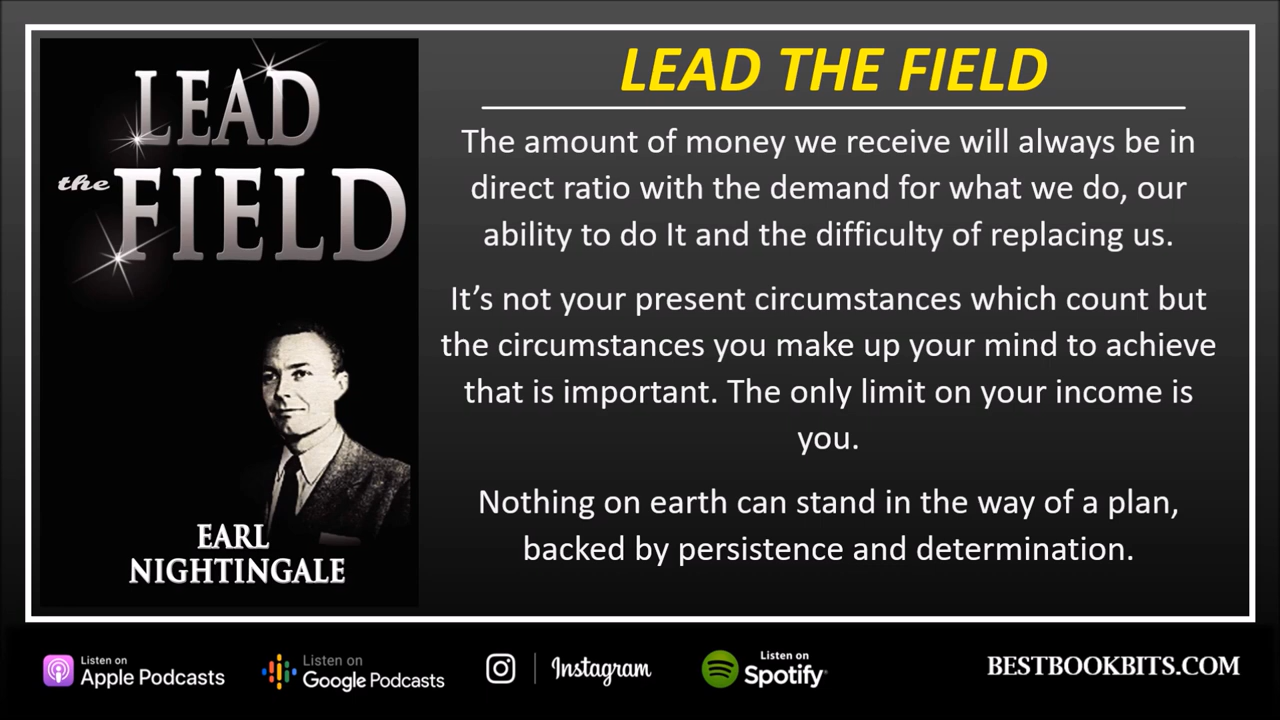 LEAD
the FIELD
EARL
NIGHTINGALE
LEAD THE FIELD
The amount of money we receive will always be in
direct ratio with the demand for what we do, our
ability to do It and the difficulty of replacing us.
It’s not your present circumstances which count but
the circumstances you make up your mind to achieve
that is important. The only limit on your income is
you.
Nothing on earth can stand in the way of a plan,
backed by persistence and determination.
Listen on
Apple Podcasts
Listen on
Google Podcasts
Instagram
Listen on
Spotify
BESTBOOKBITS.COM